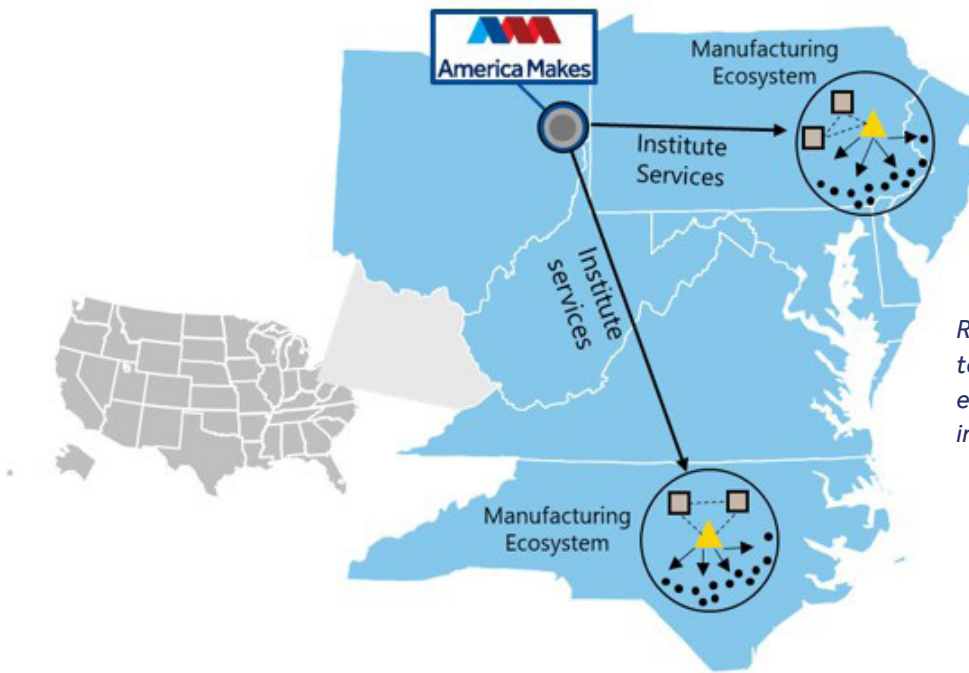 America Makes
Manufacturing
Ecosystem
Institute
Services
Institute
services
Manufacturing
Ecosystem